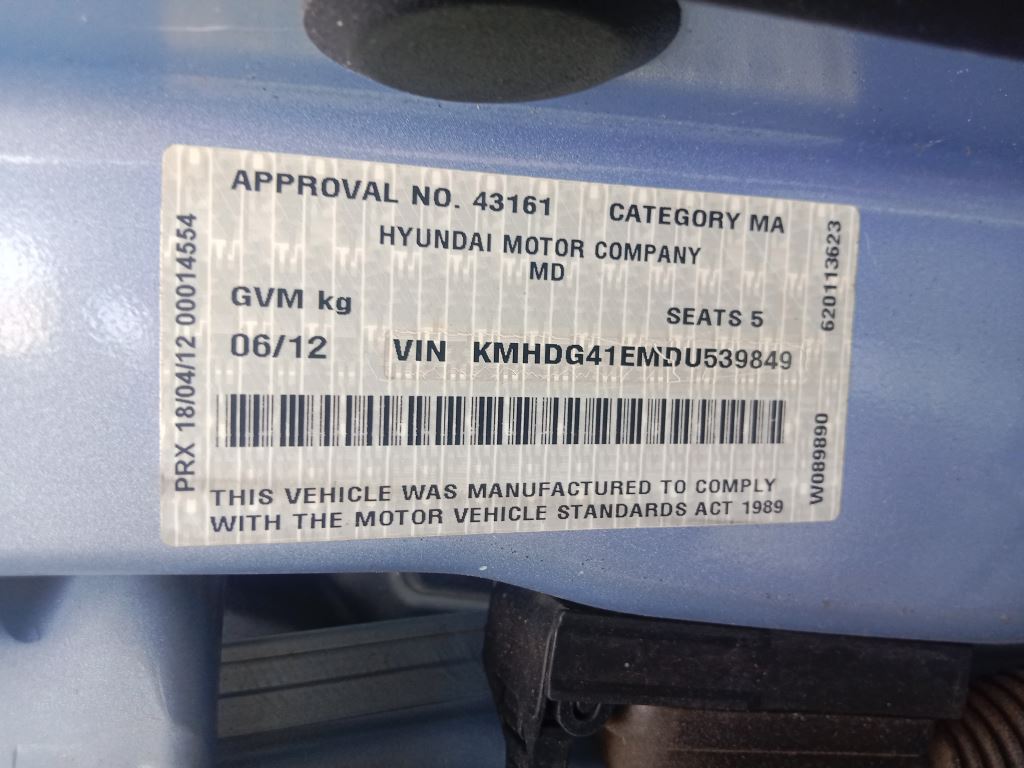 APPROVAL NO. 43161 CATEGORY MA
HYUNDAI MOTOR COMPANY
MD
GVM kg SEATS 5
06/12 VIN KMHDG41EMDU539849
THIS VEHICLE WAS MANUFACTURED TO COMPLY
WITH THE MOTOR VEHICLE STANDARDS ACT 1989
PRX 18/04/12 00014554
620113623
W089890